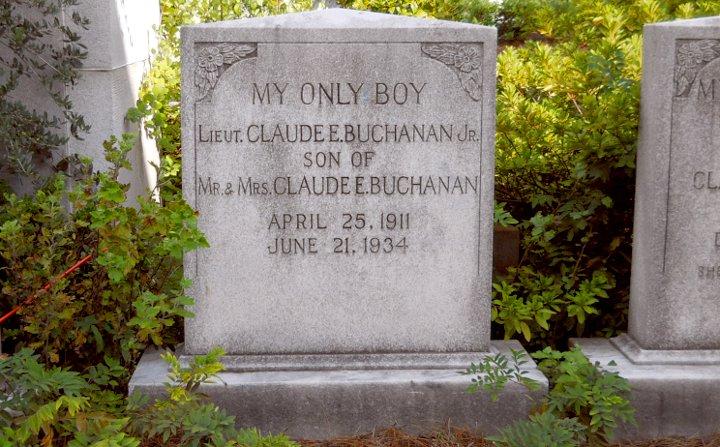 MY ONLY BOY
LIEUT. CLAUDE E. BUCHANAN JR.
SON OF
MR. & MRS. CLAUDE E. BUCHANAN
APRIL 25, 1911
JUNE 21, 1934